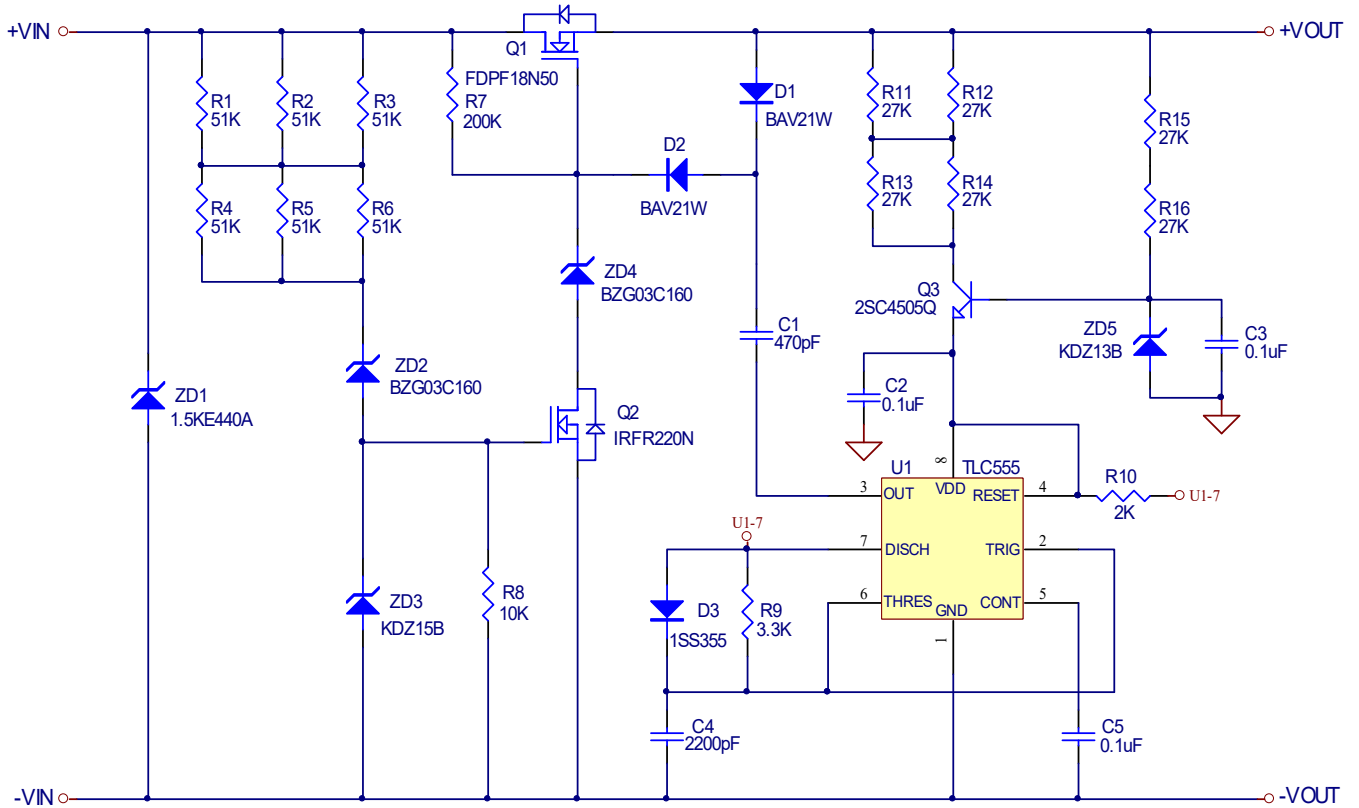 +VIN
+VOUT
Q1
FDPF18N50
R1
51K
R2
51K
R3
51K
R7
200K
D1
BAV21W
R11
27K
R12
27K
R15
27K
D2
BAV21W
R4
51K
R5
51K
R6
51K
R13
27K
R14
27K
R16
27K
ZD4
BZG03C160
Q3
2SC4505Q
C1
470pF
ZD5
KDZ13B
C3
0.1uF
ZD1
1.5KE440A
ZD2
BZG03C160
C2
0.1uF
Q2
IRFR220N
U1
TLC555
8
VDD
3
OUT
RESET
4
R10
2K
U1-7
U1-7
7
DISCH
TRIG
2
6
THRES
GND
CONT
5
1
ZD3
KDZ15B
R8
10K
D3
1SS355
R9
3.3K
C4
2200pF
C5
0.1uF
-VIN
-VOUT